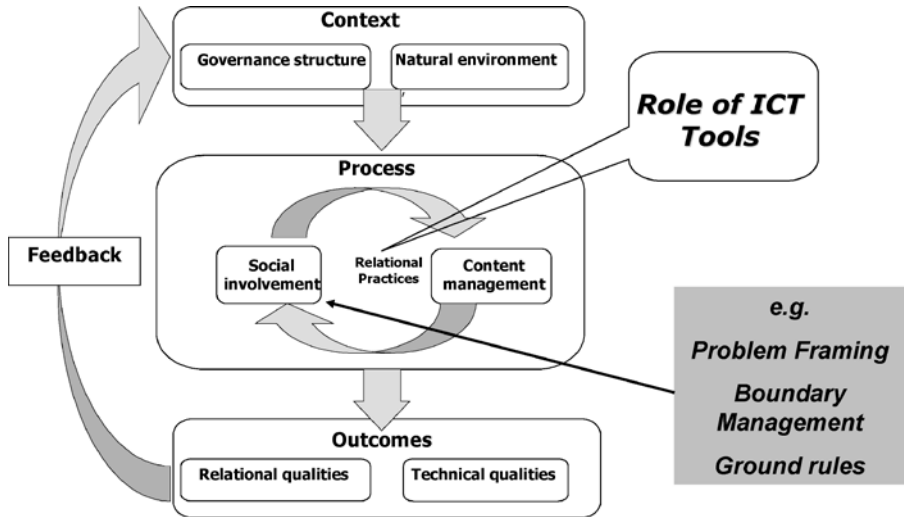 Context
Governance structure
Natural environment
Role of ICT
Tools
Process
Feedback
Social
involvement
Relational
Practices
Content
management
e.g.
Problem Framing
Boundary
Management
Ground rules
Outcomes
Relational qualities
Technical qualities